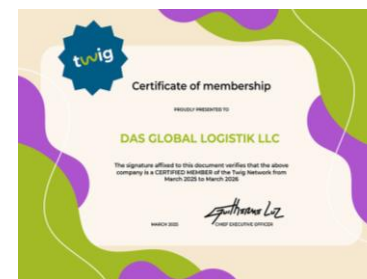 twig
Certificate of membership
PROUDLY PRESENTED TO
DAS GLOBAL LOGISTIK LLC
The signature affixed to this document verifies that the above
company is a CERTIFIED MEMBER of the Twig Network from
March 2025 to March 2026
Guilherme Luz
MARCH 2025
CHIEF EXECUTIVE OFFICER